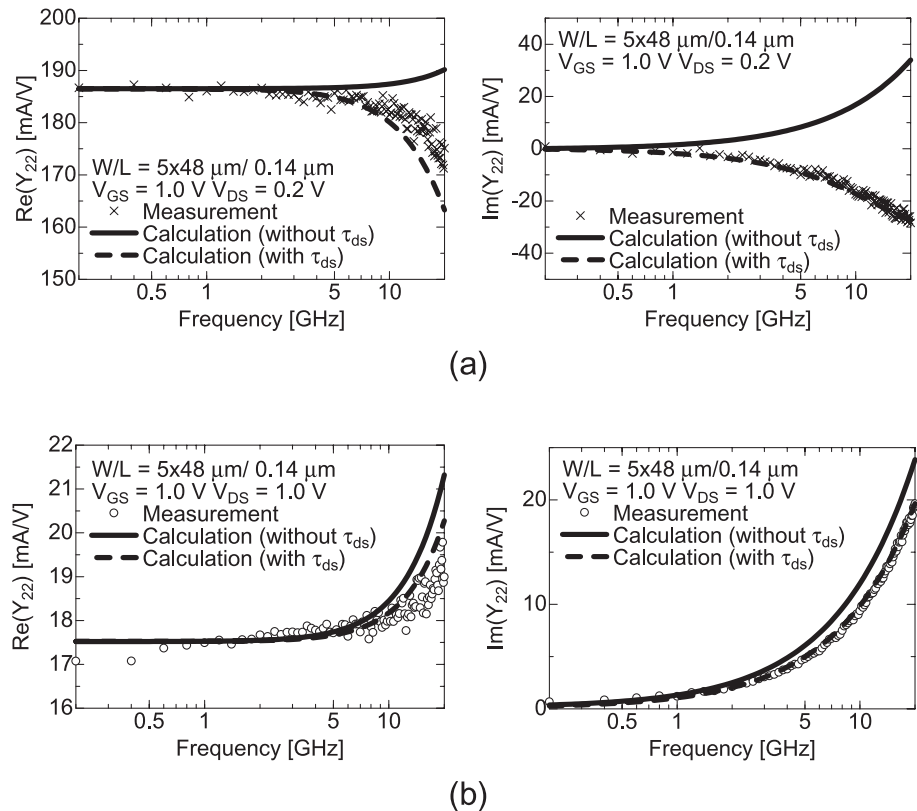 200
190
180
170
160
150
Re(Y22) [mA/V]
W/L = 5x48 μm/ 0.14 μm
VGS = 1.0 V VDS = 0.2 V
Measurement
Calculation (without τds)
Calculation (with τds)
0.5 1 5 10
Frequency [GHz]
40
20
0
-20
-40
Im(Y22) [mA/V]
W/L = 5x48 μm/0.14 μm
VGS = 1.0 V VDS = 0.2 V
Measurement
Calculation (without τds)
Calculation (with τds)
0.5 1 5 10
Frequency [GHz]
(a)
22
21
20
19
18
17
16
Re(Y22) [mA/V]
W/L = 5x48 μm/ 0.14 μm
VGS = 1.0 V VDS = 1.0 V
Measurement
Calculation (without τds)
Calculation (with τds)
0.5 1 5 10
Frequency [GHz]
20
10
0
Im(Y22) [mA/V]
W/L = 5x48 μm/0.14 μm
VGS = 1.0 V VDS = 1.0 V
Measurement
Calculation (without τds)
Calculation (with τds)
0.5 1 5 10
Frequency [GHz]
(b)